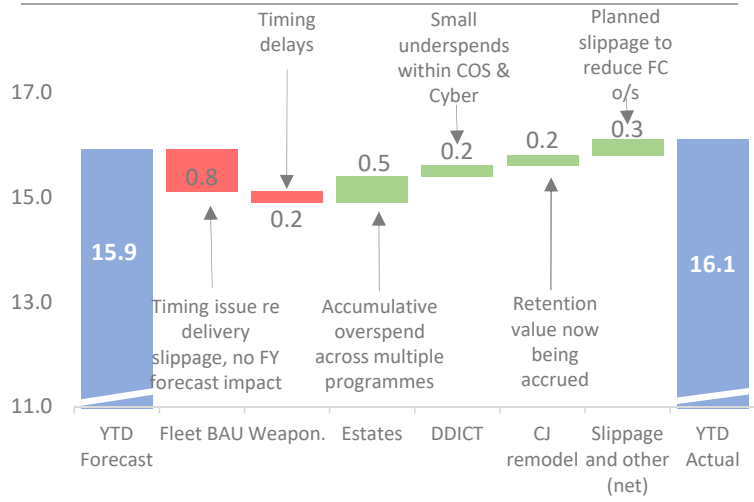 Timing
delays
Small
underspends
within COS &
Cyber
Planned
slippage to
reduce FC
o/s
17.0
15.0
13.0
11.0
15.9
0.8
0.2
0.5
0.2
0.2
0.3
16.1
Timing issue re
delivery
slippage, no FY
forecast impact
Accumulative
overspend
across multiple
programmes
Retention
value now
being
accrued
YTD
Forecast
Fleet BAU
Weapon.
Estates
DDICT
CJ
remodel
Slippage
and other
(net)
YTD
Actual